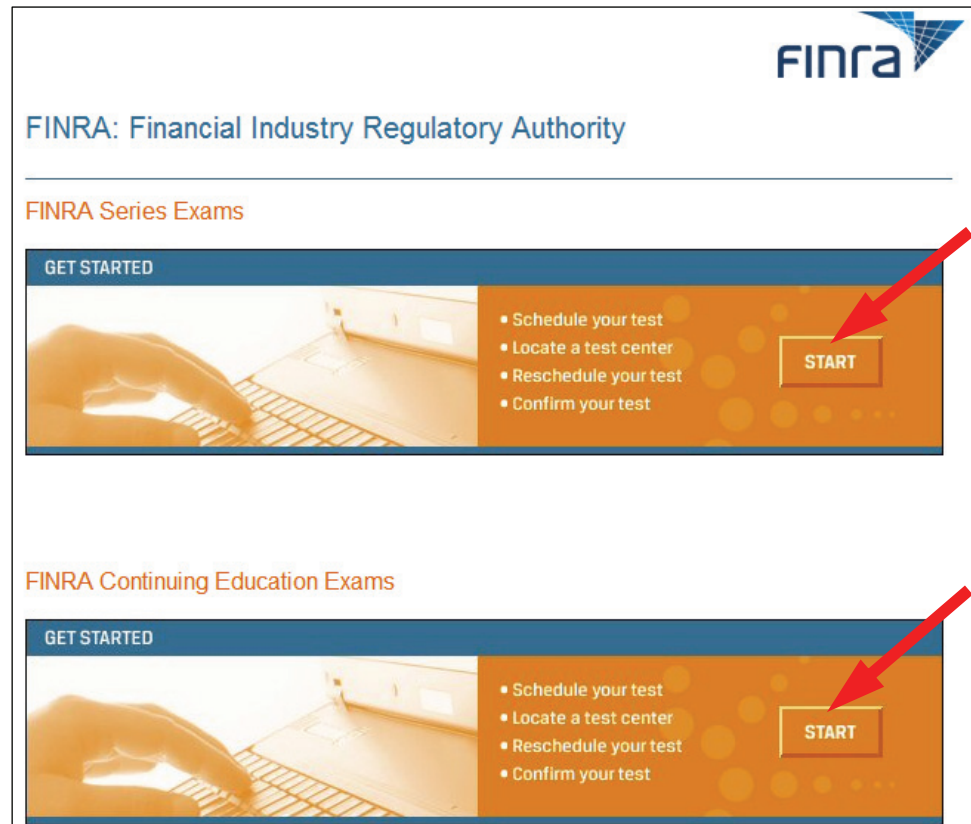 FINRA
FINRA: Financial Industry Regulatory Authority
FINRA Series Exams
GET STARTED
• Schedule your test
• Locate a test center
• Reschedule your test
• Confirm your test
START
FINRA Continuing Education Exams
GET STARTED
• Schedule your test
• Locate a test center
• Reschedule your test
• Confirm your test
START